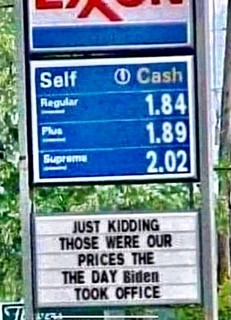 EXXON
Self Cash
Regular 1.84
Plus 1.89
Supreme 2.02
JUST KIDDING
THOSE WERE OUR
PRICES THE
THE DAY Biden
TOOK OFFICE